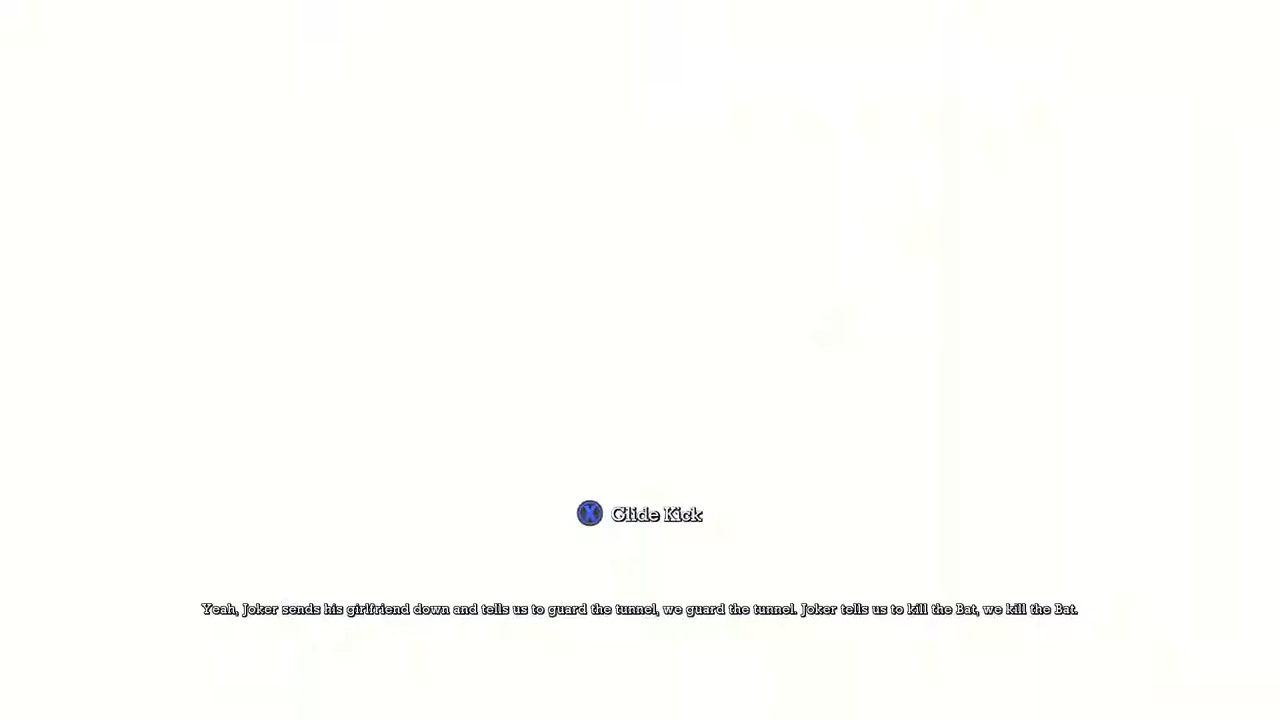 X Glide Kick
Yeah, Joker sends his girlfriend down and tells us to guard the tunnel, we guard the tunnel. Joker tells us to kill the Bat, we kill the Bat.